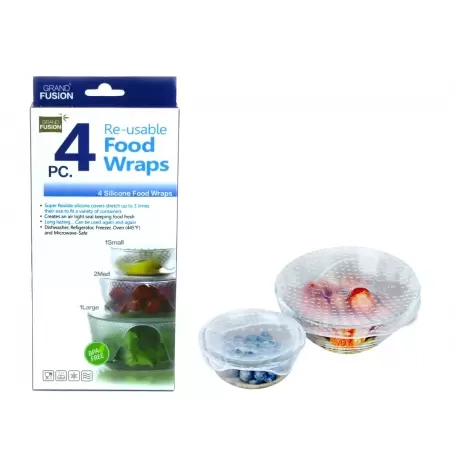 GRAND
FUSION
GRAND
FUSION
4
PC.
Re-usable
Food
Wraps
4 Silicone Food Wraps
• Super flexible silicone covers stretch up to 3 times
their size to fit a variety of containers
• Creates an air tight seal keeping food fresh
• Long lasting... Can be used again and again
• Dishwasher, Refigerator, Freezer, Oven (445°F)
and Microwave-Safe
1Small
2Med
1Large
BPA
FREE